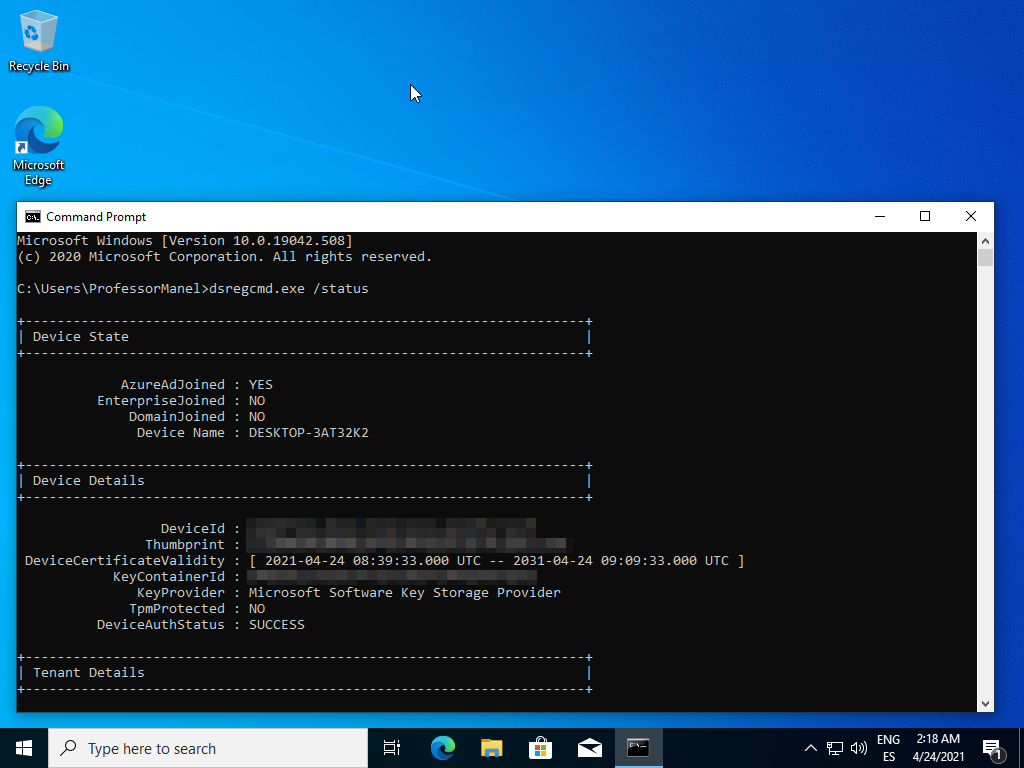 Recycle Bin
Microsoft
Edge
Command Prompt
Microsoft Windows [Version 10.0.19042.508]
(c) 2020 Microsoft Corporation. All rights reserved.
C:\Users\ProfessorManel>dsregcmd.exe /status
+----------------------------------------------------------------------+
| Device State                                                         |
+----------------------------------------------------------------------+
AzureAdJoined : YES
EnterpriseJoined : NO
DomainJoined : NO
Device Name : DESKTOP-3AT32K2
+----------------------------------------------------------------------+
| Device Details                                                       |
+----------------------------------------------------------------------+
DeviceId :
Thumbprint :
DeviceCertificateValidity : [ 2021-04-24 08:39:33.000 UTC -- 2031-04-24 09:09:33.000 UTC ]
KeyContainerId :
KeyProvider : Microsoft Software Key Storage Provider
TpmProtected : NO
DeviceAuthStatus : SUCCESS
+----------------------------------------------------------------------+
| Tenant Details                                                       |
+----------------------------------------------------------------------+
Type here to search
ENG
ES
2:18 AM
4/24/2021
1